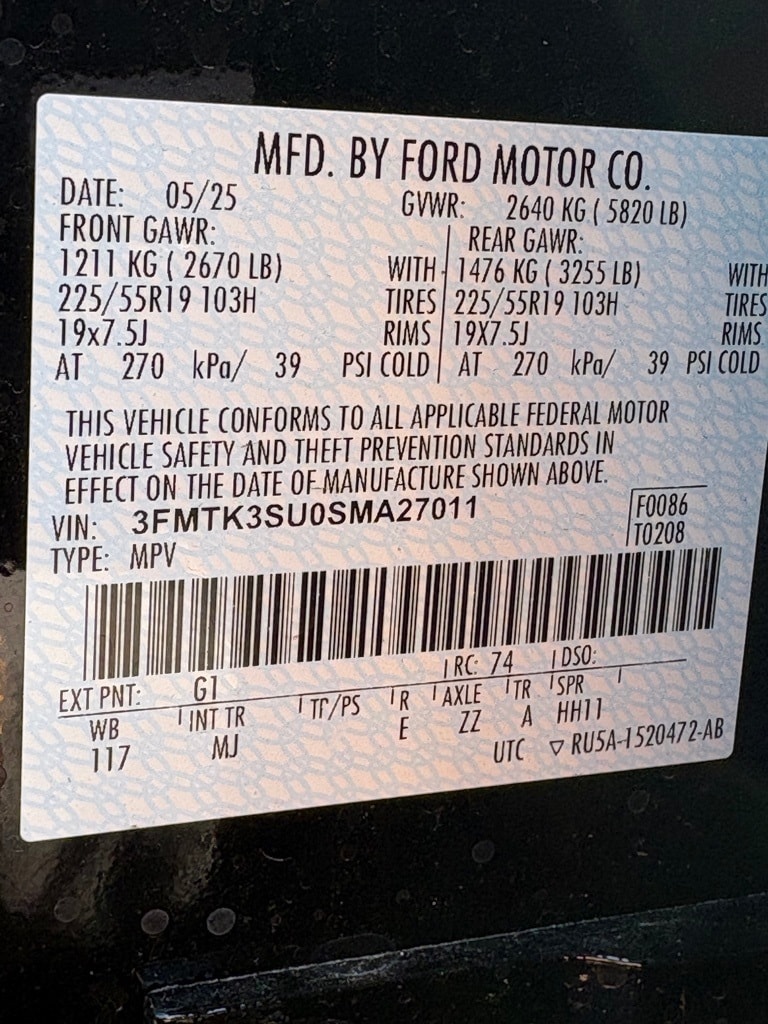 MFD. BY FORD MOTOR CO.
DATE: 05/25 GVWR: 2640 KG ( 5820 LB)
FRONT GAWR: REAR GAWR:
1211 KG ( 2670 LB) WITH 1476 KG ( 3255 LB) WITH
225/55R19 103H TIRES 225/55R19 103H TIRES
19x7.5J RIMS 19X7.5J RIMS
AT 270 kPa/ 39 PSI COLD AT 270 kPa/ 39 PSI COLD
THIS VEHICLE CONFORMS TO ALL APPLICABLE FEDERAL MOTOR
VEHICLE SAFETY AND THEFT PREVENTION STANDARDS IN
EFFECT ON THE DATE OF MANUFACTURE SHOWN ABOVE.
VIN: 3FMTK3SU0SMA27011 F0086
TYPE: MPV T0208
EXT PNT: G1 RC: 74 DSO:
WB INT TR TP/PS R AXLE TR SPR
117 MJ E ZZ A HH11
UTC ▽ RU5A-1520472-AB